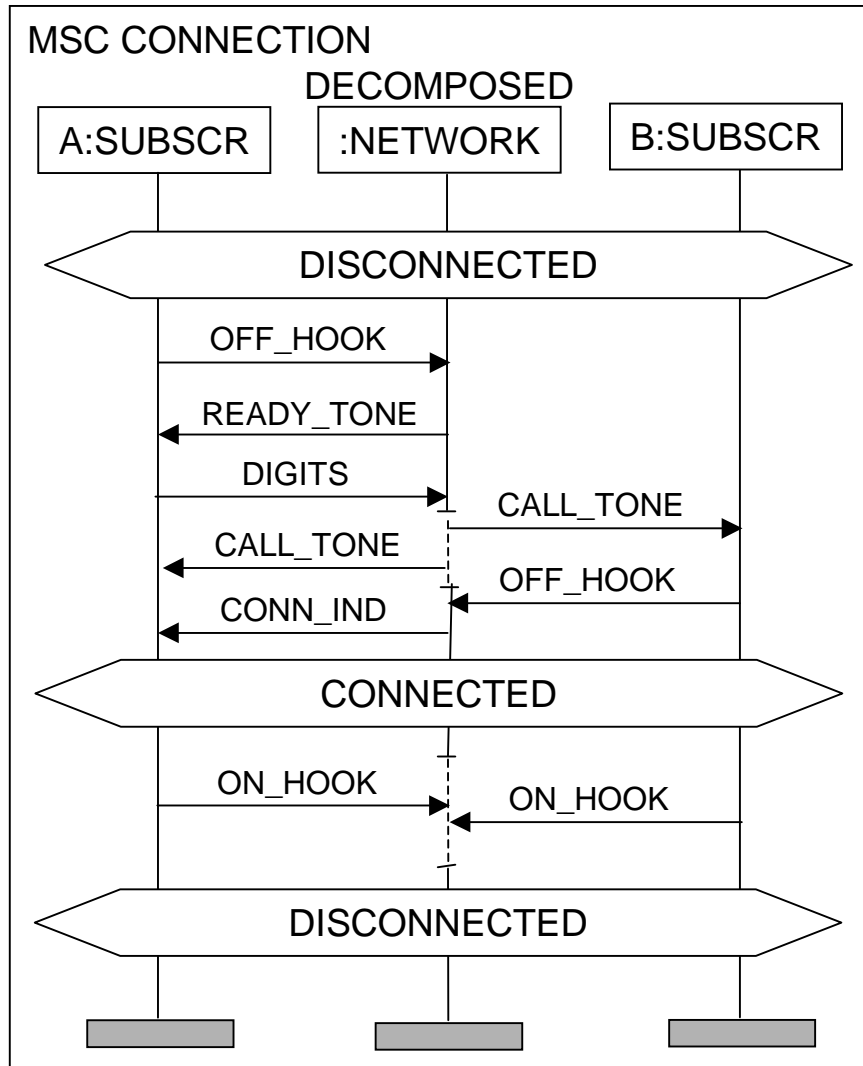 MSC CONNECTION
DECOMPOSED
A:SUBSCR
:NETWORK
B:SUBSCR
DISCONNECTED
OFF_HOOK
READY_TONE
DIGITS
CALL_TONE
CALL_TONE
OFF_HOOK
CONN_IND
CONNECTED
ON_HOOK
ON_HOOK
DISCONNECTED